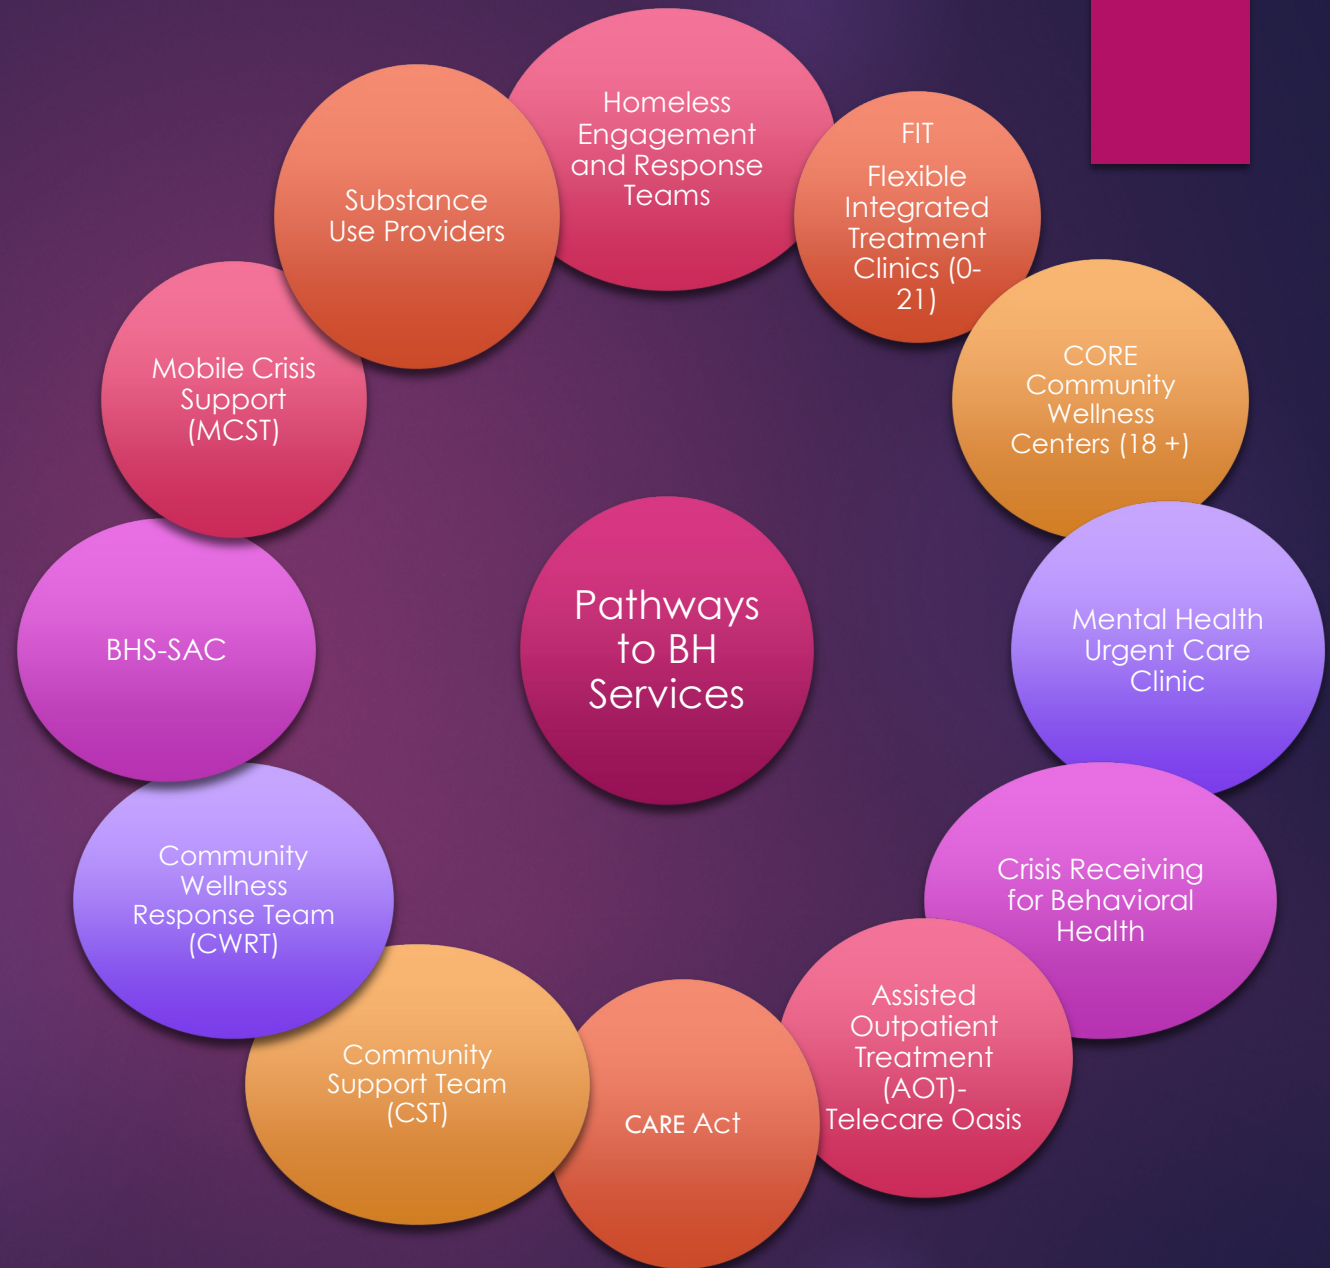 Homeless
Engagement
and Response
Teams
FIT
Flexible
Integrated
Treatment
Clinics (0-
21)
CORE
Community
Wellness
Centers (18 +)
Mental Health
Urgent Care
Clinic
Crisis Receiving
for Behavioral
Health
Assisted
Outpatient
Treatment
(AOT)-
Telecare Oasis
CARE Act
Community
Support Team
(CST)
Community
Wellness
Response Team
(CWRT)
BHS-SAC
Mobile Crisis
Support
(MCST)
Substance
Use Providers
Pathways
to BH
Services